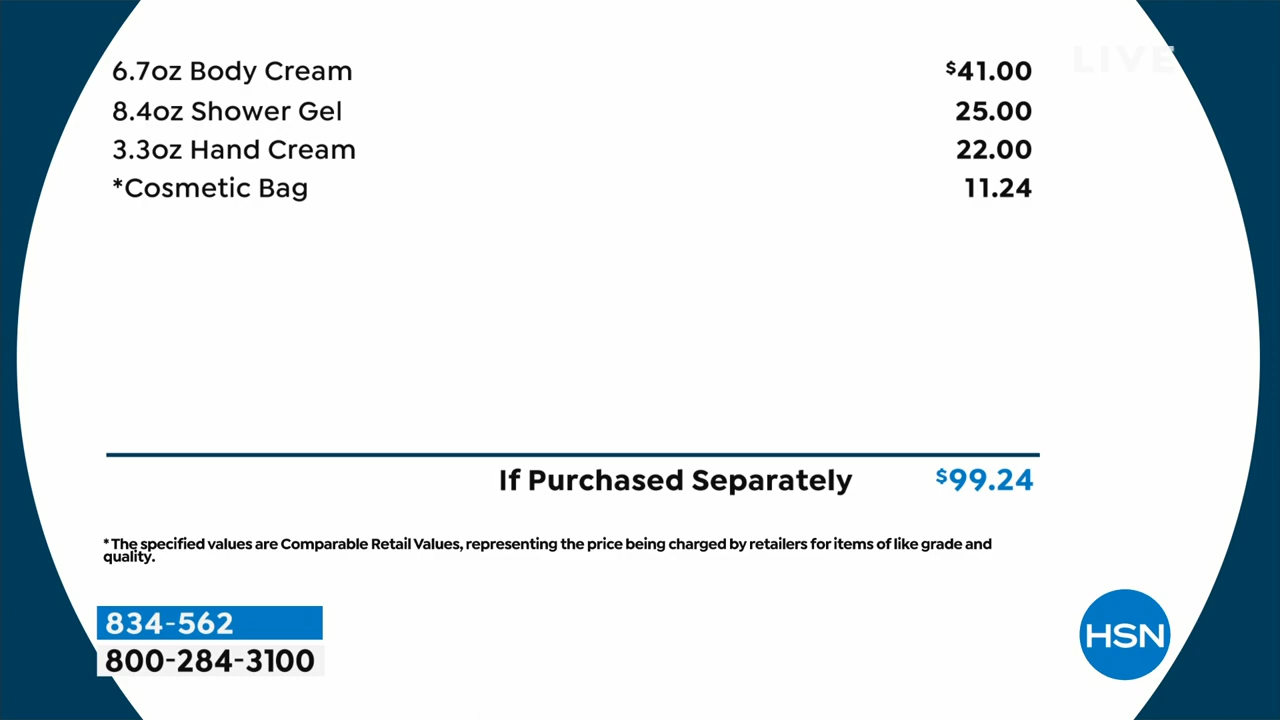 LIVE
6.7oz Body Cream $41.00
8.4oz Shower Gel 25.00
3.3oz Hand Cream 22.00
*Cosmetic Bag 11.24
If Purchased Separately $99.24
*The specified values are Comparable Retail Values, representing the price being charged by retailers for items of like grade and
quality.
834-562
800-284-3100
HSN